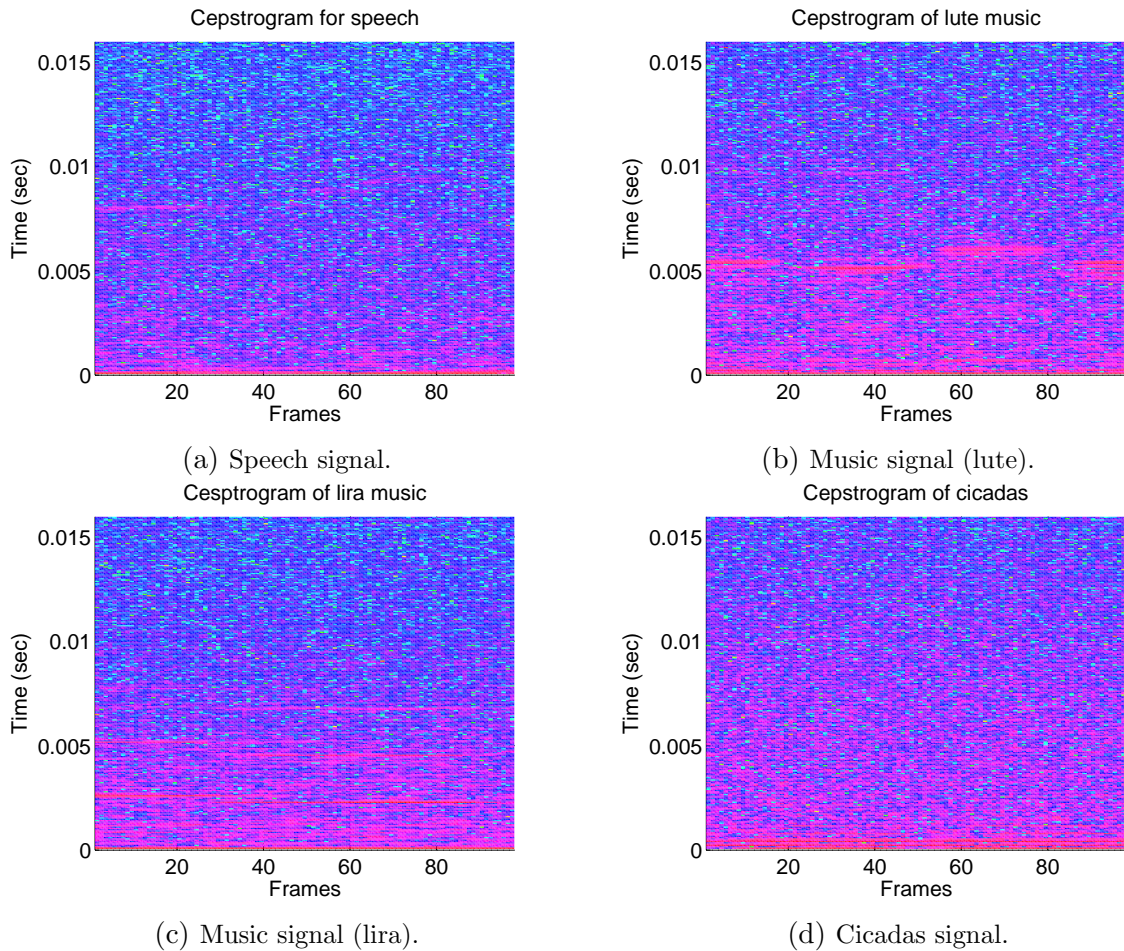 Cepstrogram for speech
Time (sec)
0.015
0.01
0.005
0
20 40 60 80
Frames
(a) Speech signal.
Cepstrogram of lute music
Time (sec)
0.015
0.01
0.005
0
20 40 60 80
Frames
(b) Music signal (lute).
Cesptrogram of lira music
Time (sec)
0.015
0.01
0.005
0
20 40 60 80
Frames
(c) Music signal (lira).
Cepstrogram of cicadas
Time (sec)
0.015
0.01
0.005
0
20 40 60 80
Frames
(d) Cicadas signal.